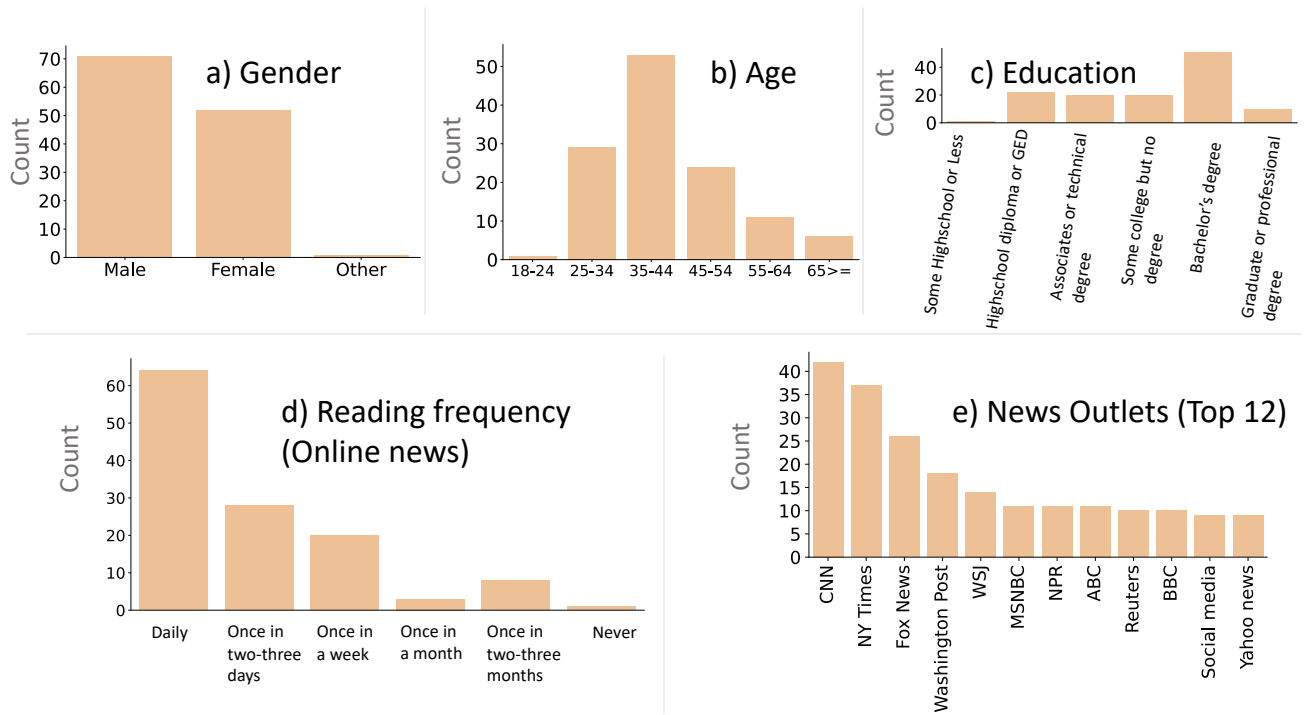 a) Gender
Count
70
60
50
40
30
20
10
0
Male Female Other
b) Age
Count
50
40
30
20
10
0
18-24 25-34 35-44 45-54 55-64 65>=
c) Education
Count
40
20
0
Some Highschool or Less
Highschool diploma or GED
Associates or technical
degree
Some college but no
degree
Bachelor's degree
Graduate or professional
degree
d) Reading frequency
(Online news)
Count
60
50
40
30
20
10
0
Daily
Once in
two-three
days
Once in
a week
Once in
a month
Once in
two-three
months
Never
e) News Outlets (Top 12)
Count
40
35
30
25
20
15
10
5
0
CNN
NY Times
Fox News
Washington Post
WSJ
MSNBC
NPR
ABC
Reuters
BBC
Social media
Yahoo news